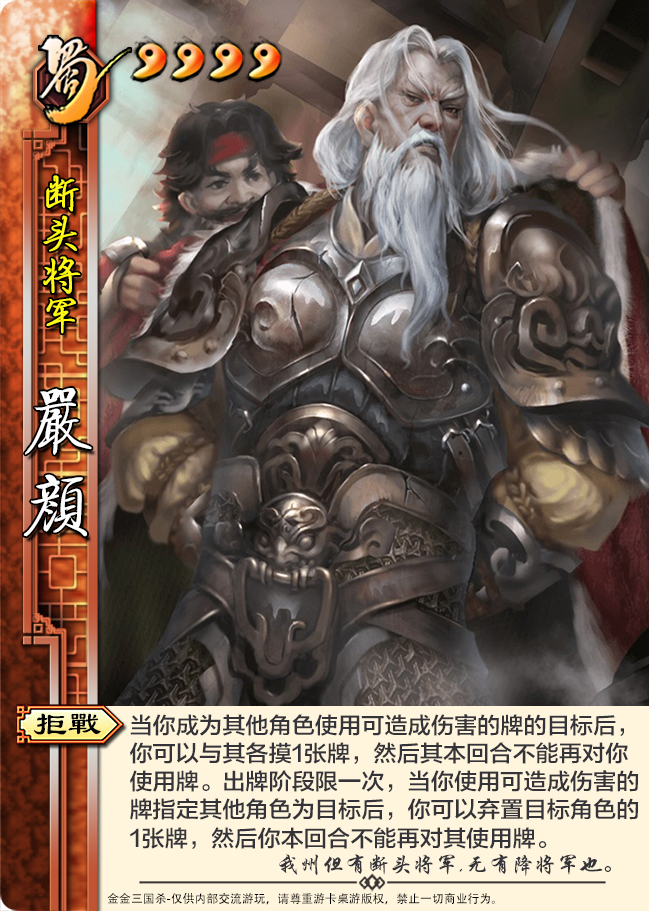 蜀
断头将军
嚴顔
拒戰
当你成为其他角色使用可造成伤害的牌的目标后，
你可以与其各摸1张牌，然后其本回合不能再对你
使用牌。出牌阶段限一次，当你使用可造成伤害的
牌指定其他角色为目标后，你可以弃置目标角色的
1张牌，然后你本回合不能再对其使用牌。
我州但有断头将军，无有降将军也。
金金三国杀-仅供内部交流游玩，请尊重游卡桌游版权，禁止一切商业行为。